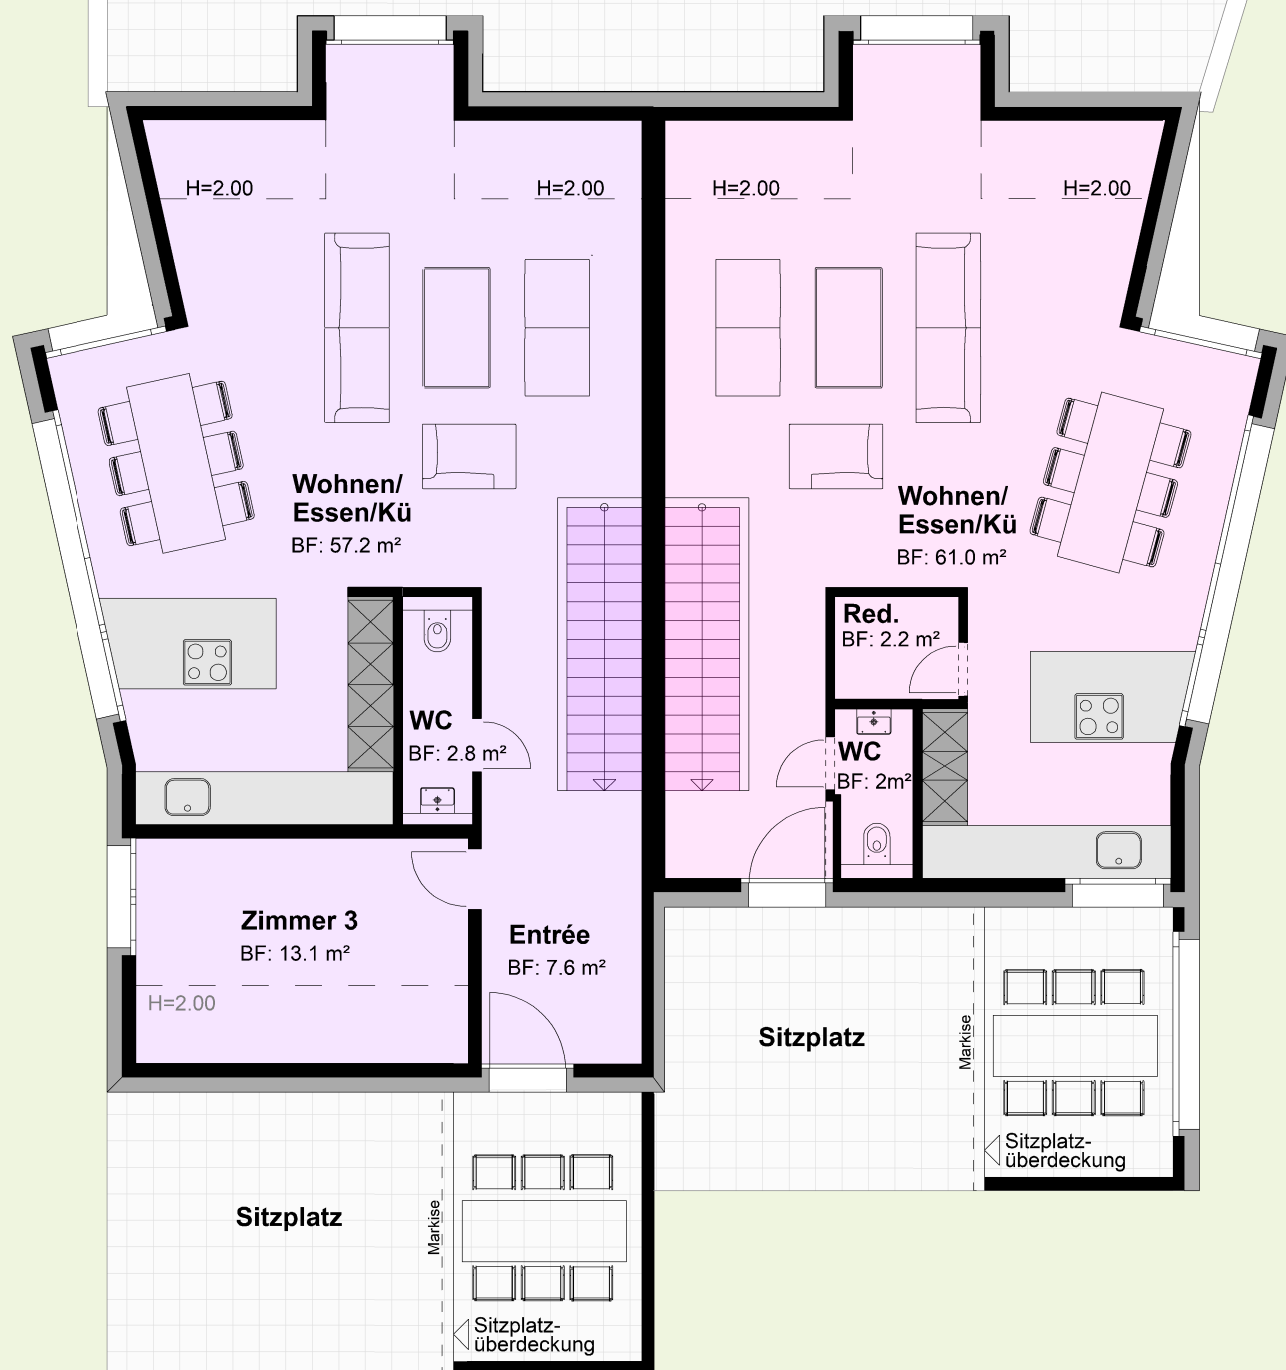 H=2.00
H=2.00
H=2.00
H=2.00
Wohnen/
Essen/Kü
BF: 57.2 m²
Wohnen/
Essen/Kü
BF: 61.0 m²
Red.
BF: 2.2 m²
WC
BF: 2.8 m²
WC
BF: 2m²
Zimmer 3
BF: 13.1 m²
H=2.00
Entrée
BF: 7.6 m²
Sitzplatz
Markise
Sitzplatz-
überdeckung
Sitzplatz
Markise
Sitzplatz-
überdeckung